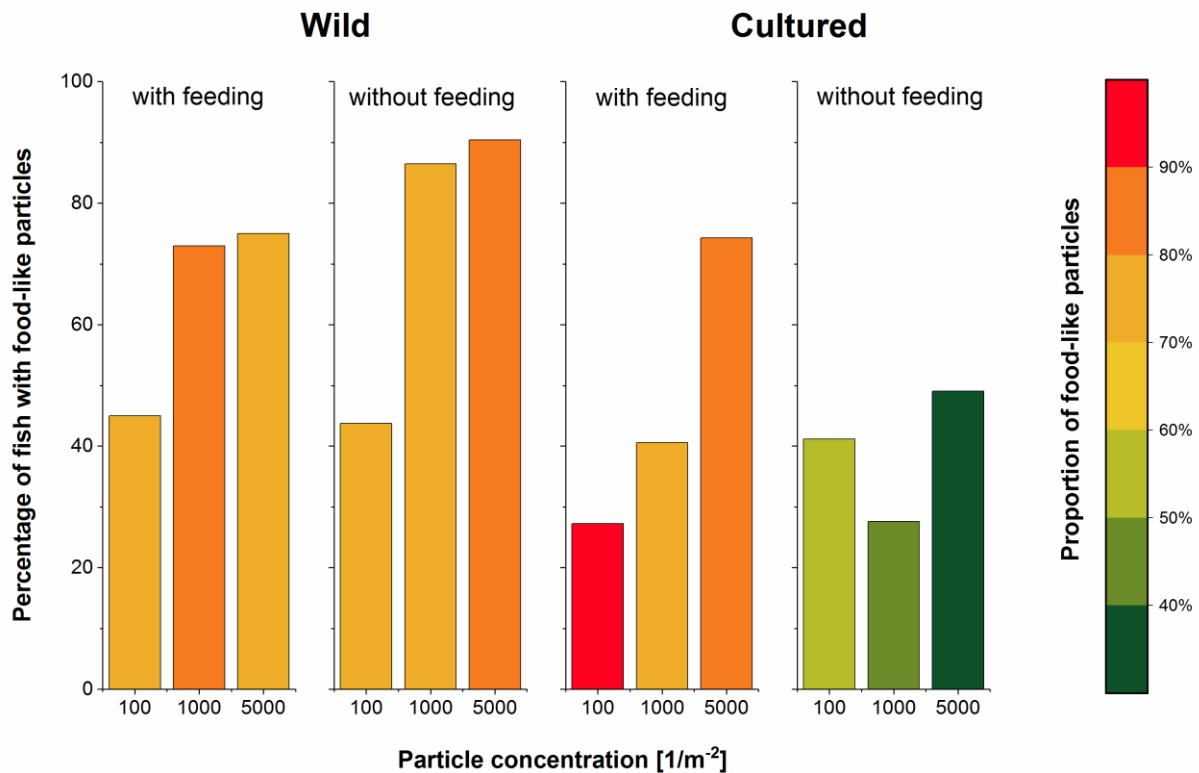 Wild
Cultured
with feeding
without feeding
with feeding
without feeding
Percentage of fish with food-like particles
100
80
60
40
20
0
100
1000
5000
100
1000
5000
100
1000
5000
100
1000
5000
Particle concentration [1/m⁻²]
Proportion of food-like particles
90%
80%
70%
60%
50%
40%